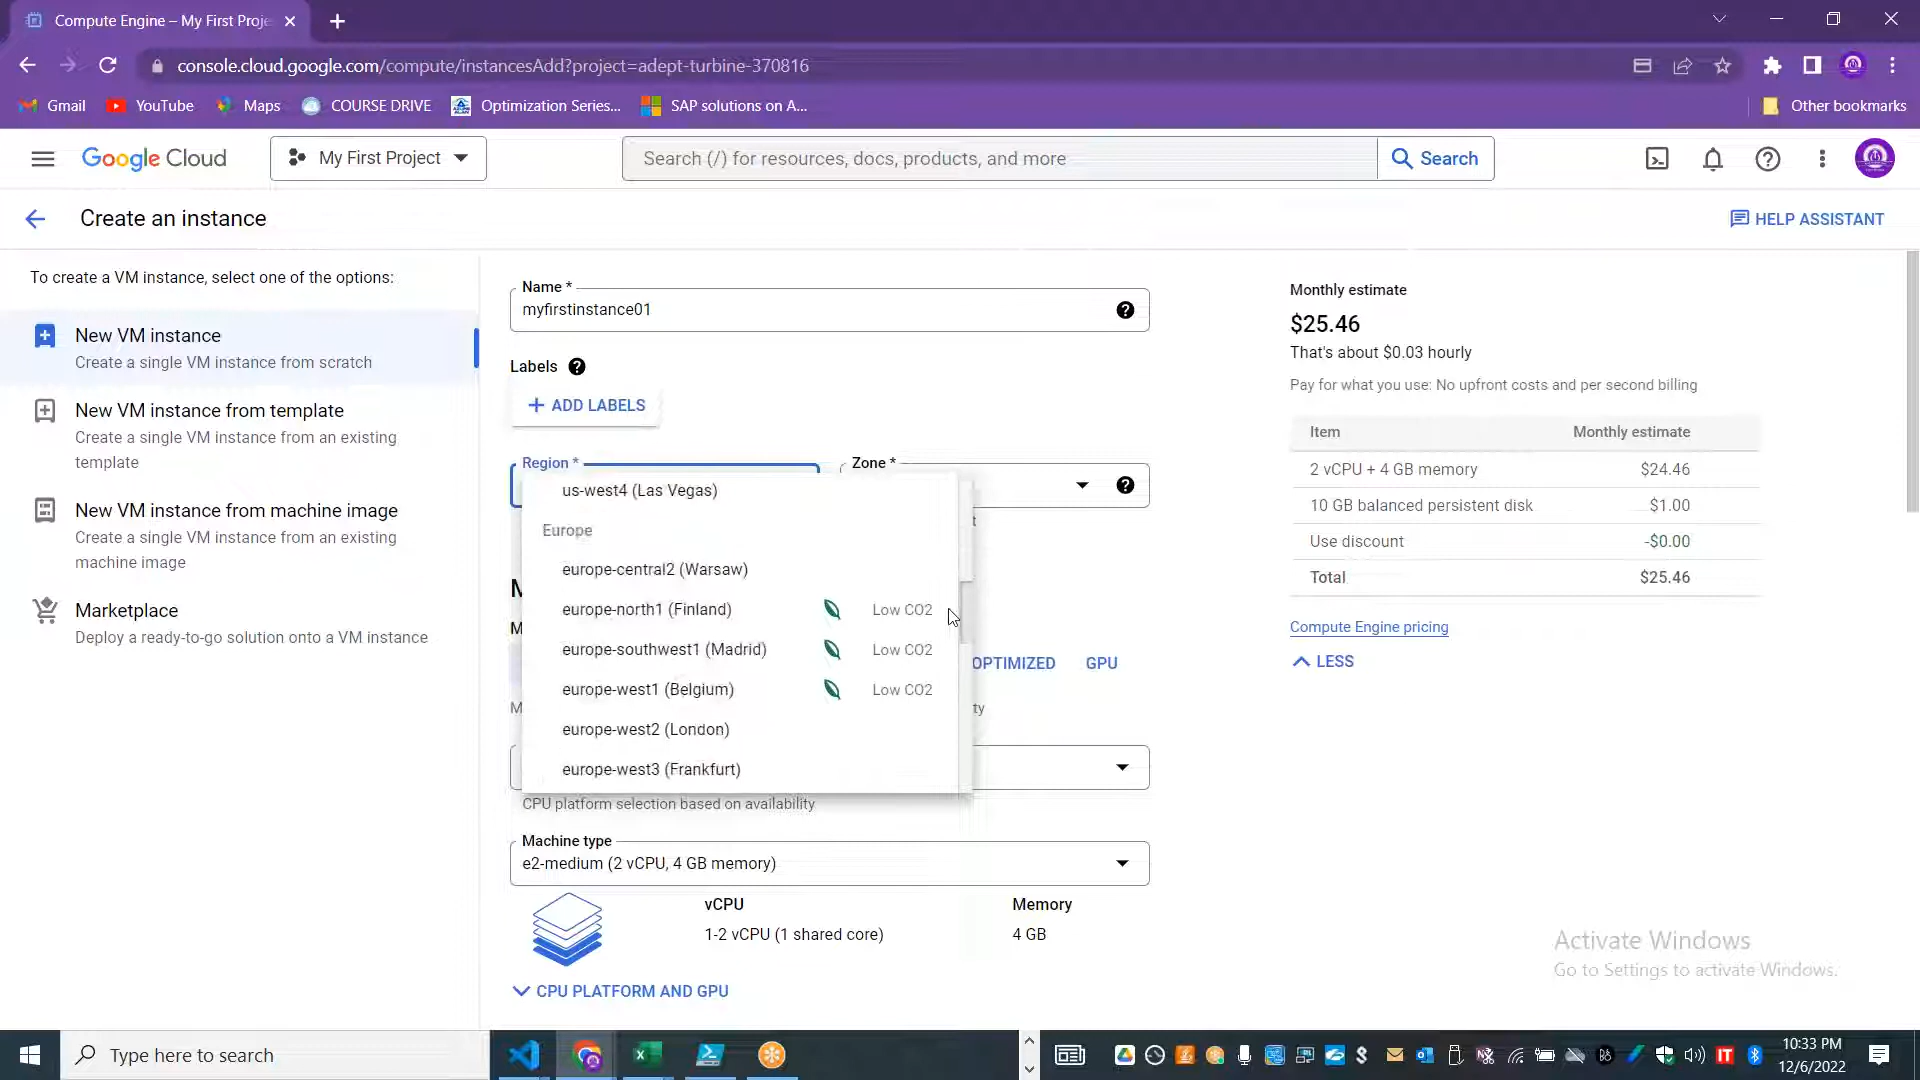 Compute Engine – My First Proje
console.cloud.google.com/compute/instancesAdd?project=adept-turbine-370816
Gmail
YouTube
Maps
COURSE DRIVE
Optimization Series...
SAP solutions on A...
Other bookmarks
Google Cloud
My First Project
Search (/) for resources, docs, products, and more
Search
Create an instance
HELP ASSISTANT
To create a VM instance, select one of the options:
New VM instance
Create a single VM instance from scratch
New VM instance from template
Create a single VM instance from an existing
template
New VM instance from machine image
Create a single VM instance from an existing
machine image
Marketplace
Deploy a ready-to-go solution onto a VM instance
Name *
myfirstinstance01
Labels
ADD LABELS
Region *
Zone *
us-west4 (Las Vegas)
Europe
europe-central2 (Warsaw)
europe-north1 (Finland)
Low CO2
europe-southwest1 (Madrid)
Low CO2
europe-west1 (Belgium)
Low CO2
europe-west2 (London)
europe-west3 (Frankfurt)
OPTIMIZED
GPU
CPU platform selection based on availability
Machine type
e2-medium (2 vCPU, 4 GB memory)
vCPU
1-2 vCPU (1 shared core)
Memory
4 GB
CPU PLATFORM AND GPU
Monthly estimate
$25.46
That's about $0.03 hourly
Pay for what you use: No upfront costs and per second billing
Item
Monthly estimate
2 vCPU + 4 GB memory
$24.46
10 GB balanced persistent disk
$1.00
Use discount
-$0.00
Total
$25.46
Compute Engine pricing
LESS
Activate Windows
Go to Settings to activate Windows.
Type here to search
10:33 PM
12/6/2022